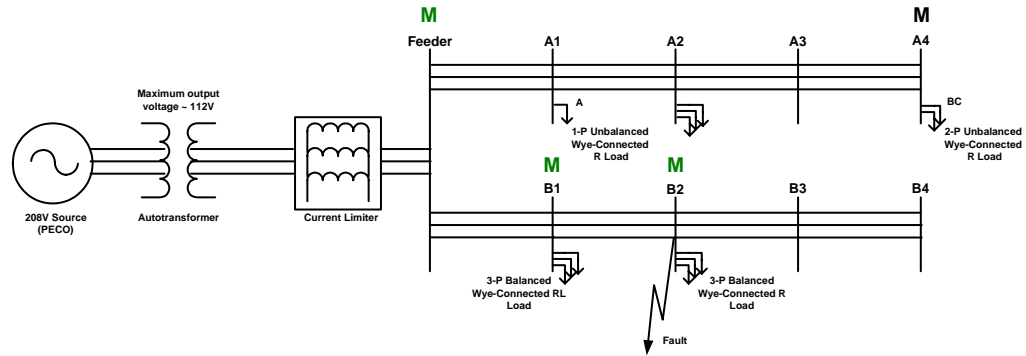 M
M
Feeder
A1
A2
A3
A4
Maximum output
voltage ~ 112V
A
BC
1-P Unbalanced
Wye-Connected
R Load
2-P Unbalanced
Wye-Connected
R Load
M
M
B1
B2
B3
B4
208V Source
(PECO)
Autotransformer
Current Limiter
3-P Balanced
Wye-Connected RL
Load
3-P Balanced
Wye-Connected R
Load
Fault